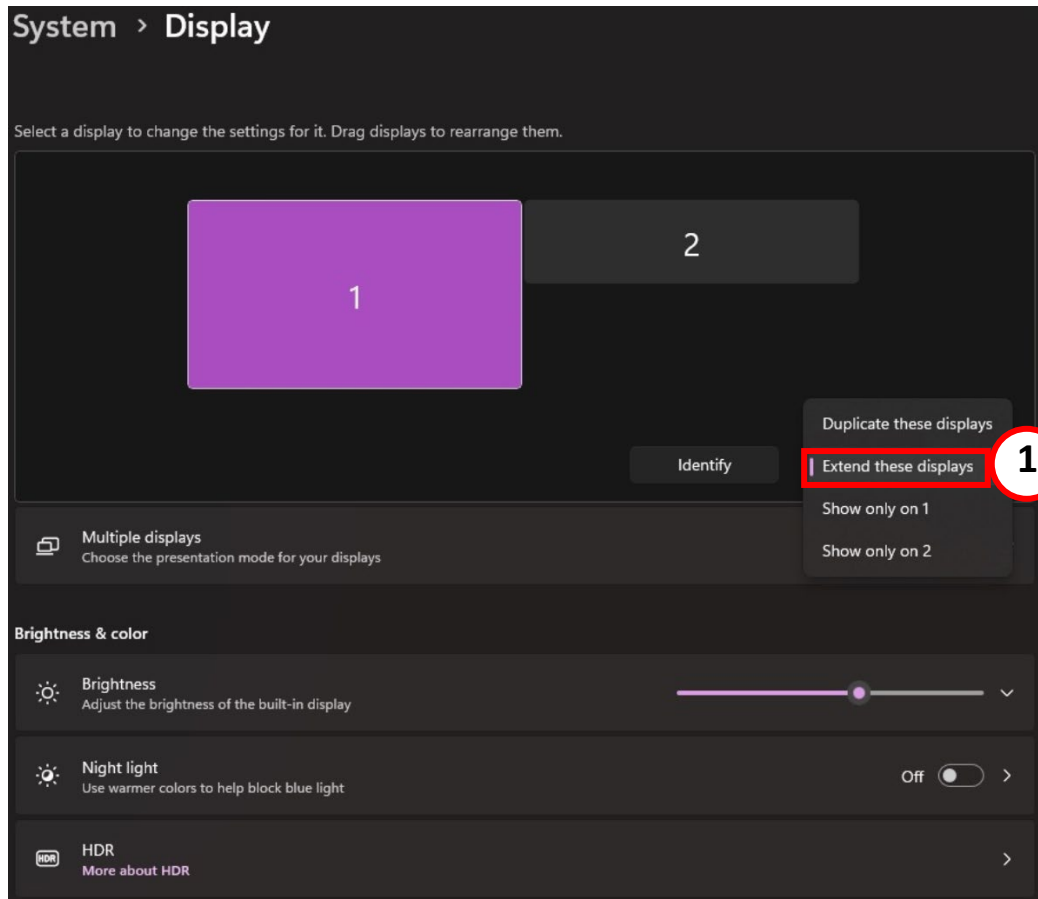 System > Display
Select a display to change the settings for it. Drag displays to rearrange them.
1
2
Identify
Duplicate these displays
Extend these displays
1
Show only on 1
Show only on 2
Multiple displays
Choose the presentation mode for your displays
Brightness & color
Brightness
Adjust the brightness of the built-in display
Night light
Use warmer colors to help block blue light
Off
HDR
HDR
More about HDR